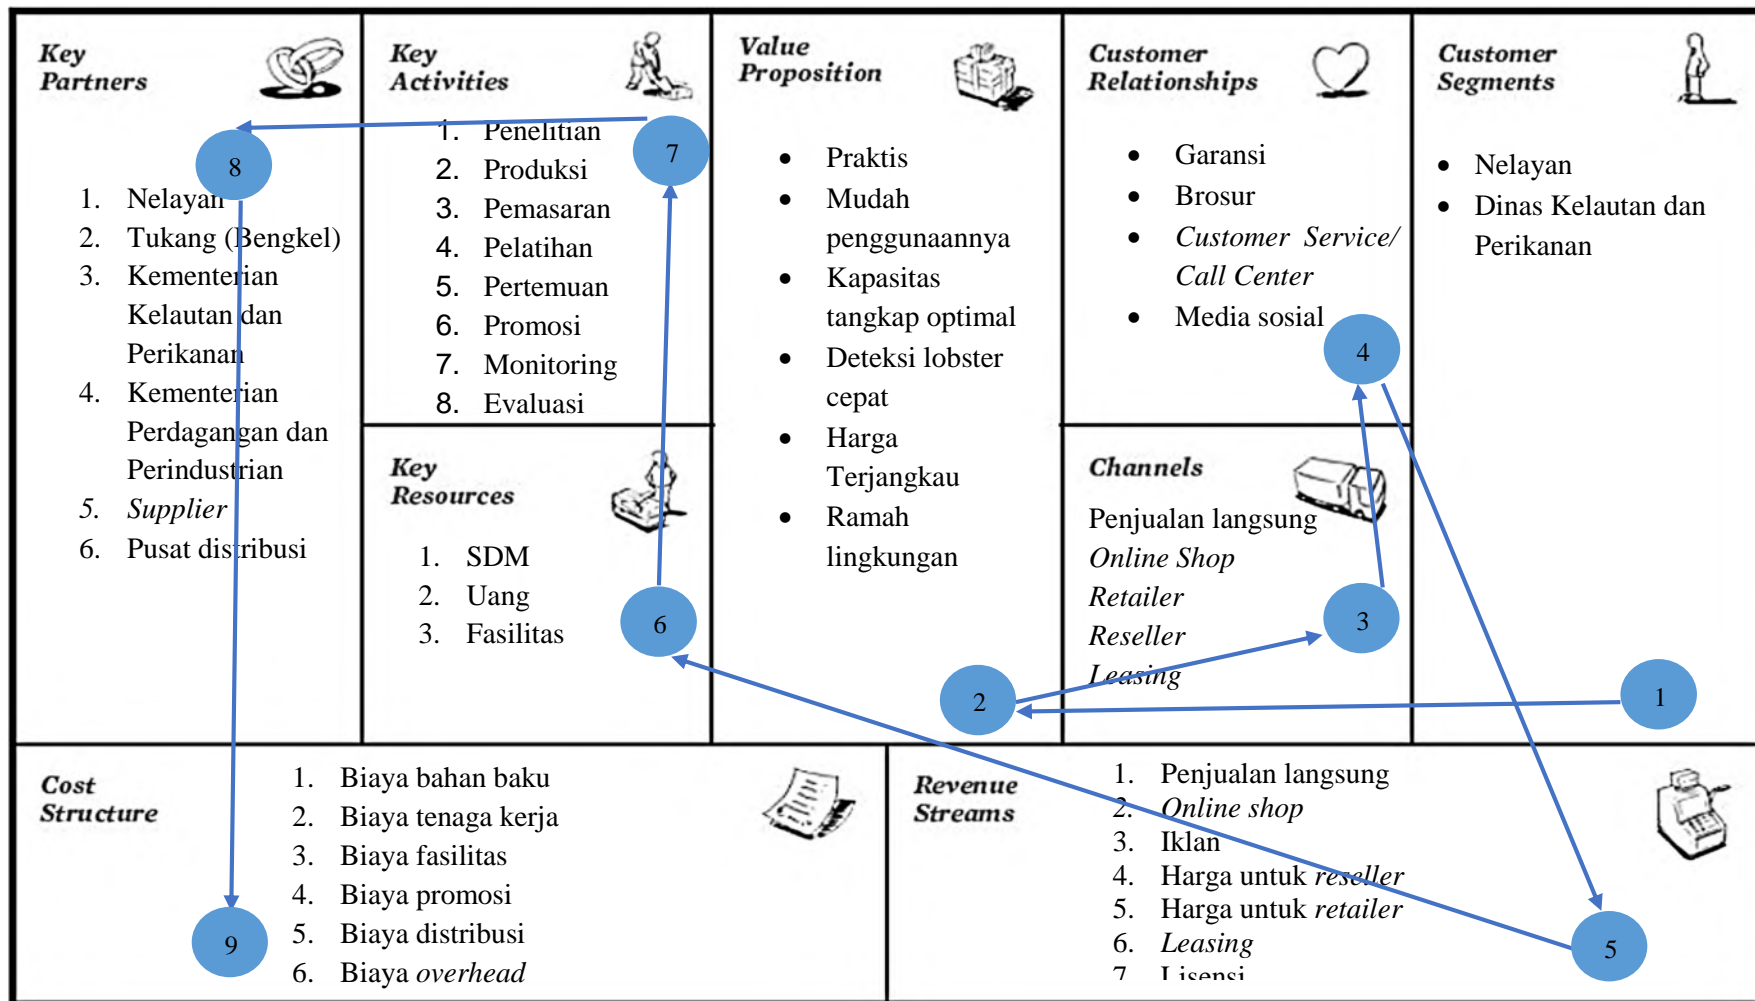 Key
Partners
8
1. Nelayan
2. Tukang (Bengkel)
3. Kementerian
Kelautan dan
Perikanan
4. Kementerian
Perdagangan dan
Perindustrian
5. Supplier
6. Pusat distribusi
Key
Activities
1. Penelitian
7
2. Produksi
3. Pemasaran
4. Pelatihan
5. Pertemuan
6. Promosi
7. Monitoring
8. Evaluasi
Key
Resources
1. SDM
2. Uang
3. Fasilitas
6
Value
Proposition
• Praktis
• Mudah
penggunaannya
• Kapasitas
tangkap optimal
• Deteksi lobster
cepat
• Harga
Terjangkau
• Ramah
lingkungan
2
Customer
Relationships
• Garansi
• Brosur
• Customer Service/
Call Center
• Media sosial
4
Channels
Penjualan langsung
Online Shop
Retailer
Reseller
Leasing
3
Customer
Segments
• Nelayan
• Dinas Kelautan dan
Perikanan
1
Cost
Structure
1. Biaya bahan baku
2. Biaya tenaga kerja
3. Biaya fasilitas
4. Biaya promosi
5. Biaya distribusi
6. Biaya overhead
9
Revenue
Streams
1. Penjualan langsung
2. Online shop
3. Iklan
4. Harga untuk reseller
5. Harga untuk retailer
6. Leasing
7. Lisensi
5